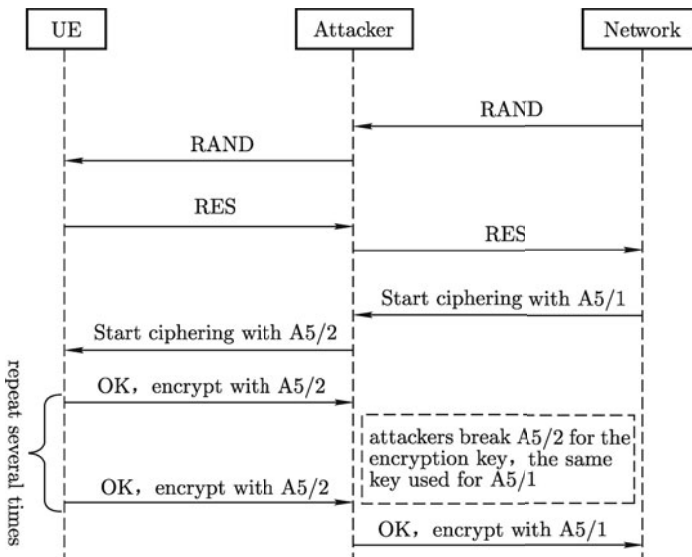 UE
Attacker
Network
RAND
RAND
RES
RES
Start ciphering with A5/1
Start ciphering with A5/2
repeat several times
OK，encrypt with A5/2
attackers break A5/2 for the
encryption key，the same
key used for A5/1
OK，encrypt with A5/2
OK，encrypt with A5/1